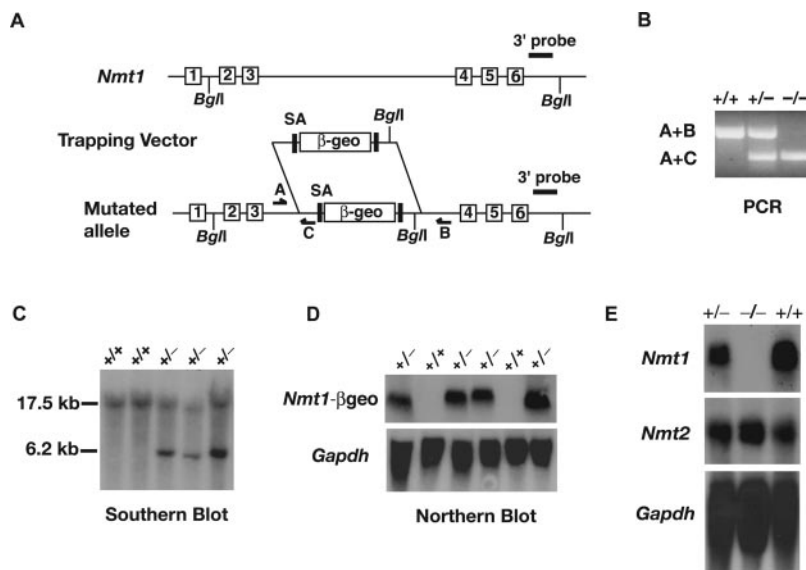 A
3' probe
Nmt1
1 2 3 4 5 6
BglI BglI
SA BglI
Trapping Vector
β-geo
3' probe
A SA
Mutated
allele
1 2 3 β-geo 4 5 6
BglI C BglI B BglI
B
+/+ +/− −/−
A+B
A+C
PCR
C
+/+ +/+ +/- +/- +/-
17.5 kb
6.2 kb
Southern Blot
D
+/- +/+ +/- +/- +/+ +/-
Nmt1-βgeo
Gapdh
Northern Blot
E
+/− −/− +/+
Nmt1
Nmt2
Gapdh